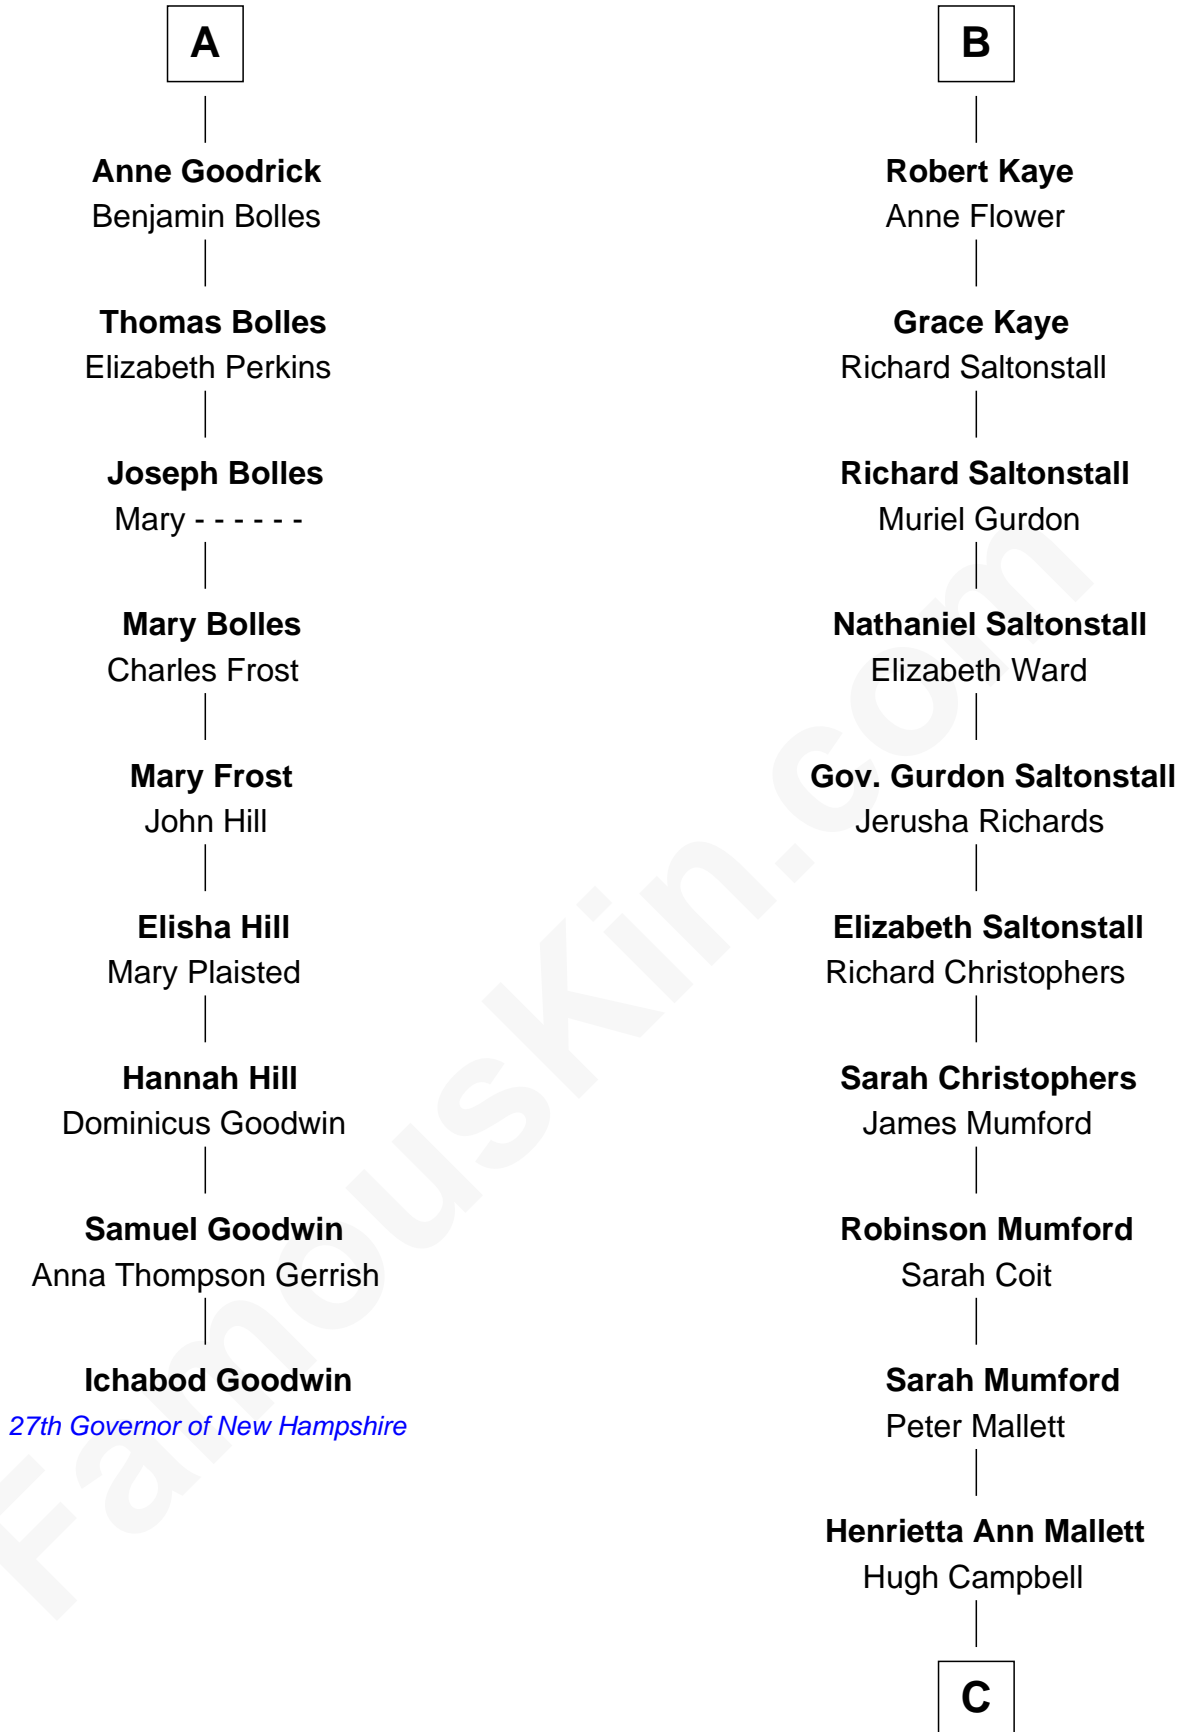 A
Anne Goodrick
Benjamin Bolles
Thomas Bolles
Elizabeth Perkins
Joseph Bolles
Mary - - - - - -
Mary Bolles
Charles Frost
Mary Frost
John Hill
Elisha Hill
Mary Plaisted
Hannah Hill
Dominicus Goodwin
Samuel Goodwin
Anna Thompson Gerrish
Ichabod Goodwin
27th Governor of New Hampshire
B
Robert Kaye
Anne Flower
Grace Kaye
Richard Saltonstall
Richard Saltonstall
Muriel Gurdon
Nathaniel Saltonstall
Elizabeth Ward
Gov. Gurdon Saltonstall
Jerusha Richards
Elizabeth Saltonstall
Richard Christophers
Sarah Christophers
James Mumford
Robinson Mumford
Sarah Coit
Sarah Mumford
Peter Mallett
Henrietta Ann Mallett
Hugh Campbell
C
FamousKin.com